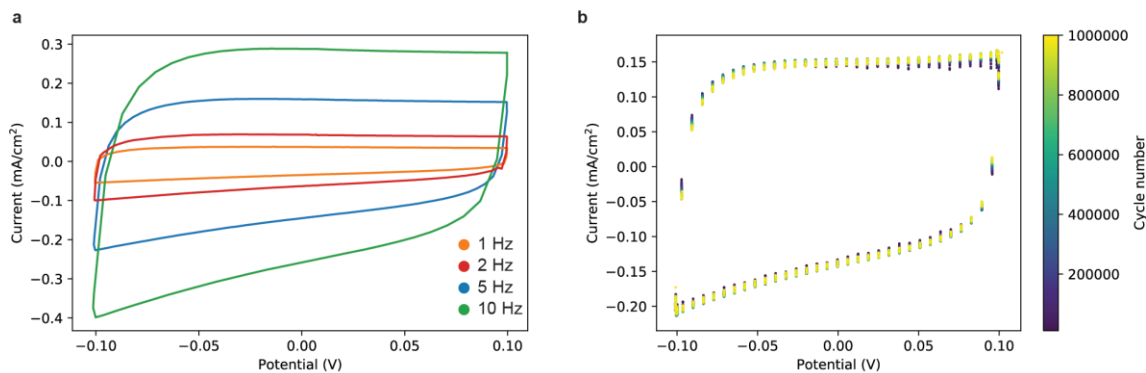 a
0.3
0.2
0.1
0.0
−0.1
−0.2
−0.3
−0.4
Current (mA/cm²)
−0.10
−0.05
0.00
0.05
0.10
Potential (V)
1 Hz
2 Hz
5 Hz
10 Hz
b
0.15
0.10
0.05
0.00
−0.05
−0.10
−0.15
−0.20
Current (mA/cm²)
−0.10
−0.05
0.00
0.05
0.10
Potential (V)
1000000
800000
600000
400000
200000
Cycle number